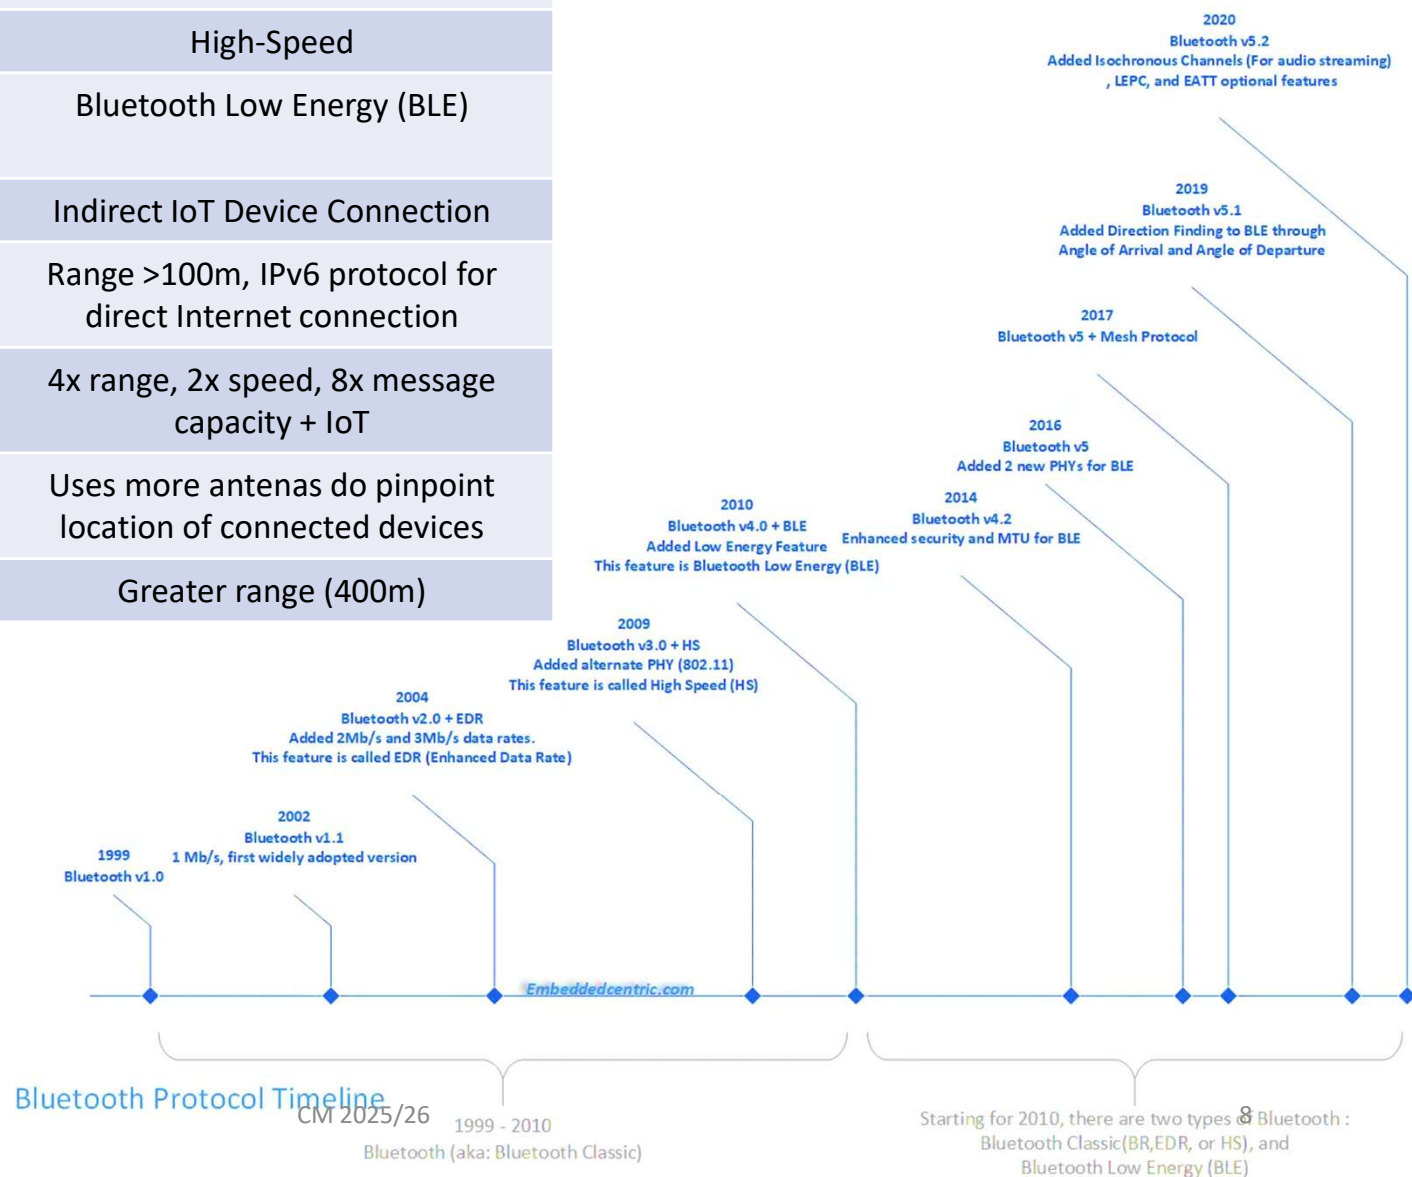 High-Speed
Bluetooth Low Energy (BLE)
Indirect IoT Device Connection
Range >100m, IPv6 protocol for
direct Internet connection
4x range, 2x speed, 8x message
capacity + IoT
Uses more antenas do pinpoint
location of connected devices
Greater range (400m)
2020
Bluetooth v5.2
Added Isochronous Channels (For audio streaming)
, LEPC, and EATT optional features
2019
Bluetooth v5.1
Added Direction Finding to BLE through
Angle of Arrival and Angle of Departure
2017
Bluetooth v5 + Mesh Protocol
2016
Bluetooth v5
Added 2 new PHYs for BLE
2014
Bluetooth v4.2
Enhanced security and MTU for BLE
2010
Bluetooth v4.0 + BLE
Added Low Energy Feature
This feature is Bluetooth Low Energy (BLE)
2009
Bluetooth v3.0 + HS
Added alternate PHY (802.11)
This feature is called High Speed (HS)
2004
Bluetooth v2.0 + EDR
Added 2Mb/s and 3Mb/s data rates.
This feature is called EDR (Enhanced Data Rate)
2002
Bluetooth v1.1
1 Mb/s, first widely adopted version
1999
Bluetooth v1.0
Embeddedcentric.com
Bluetooth Protocol Timeline
CM 2025/26
1999 - 2010
Bluetooth (aka: Bluetooth Classic)
8
Starting for 2010, there are two types of Bluetooth :
Bluetooth Classic(BR,EDR, or HS), and
Bluetooth Low Energy (BLE)